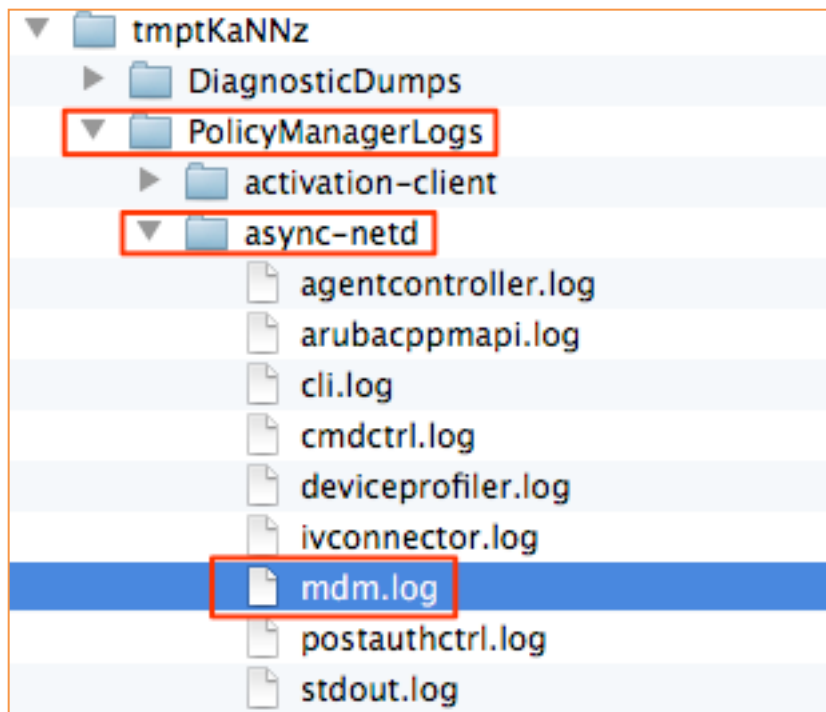 tmptKaNNz
DiagnosticDumps
PolicyManagerLogs
activation-client
async-netd
agentcontroller.log
arubacppmapi.log
cli.log
cmdctrl.log
deviceprofiler.log
ivconnector.log
mdm.log
postauthctrl.log
stdout.log